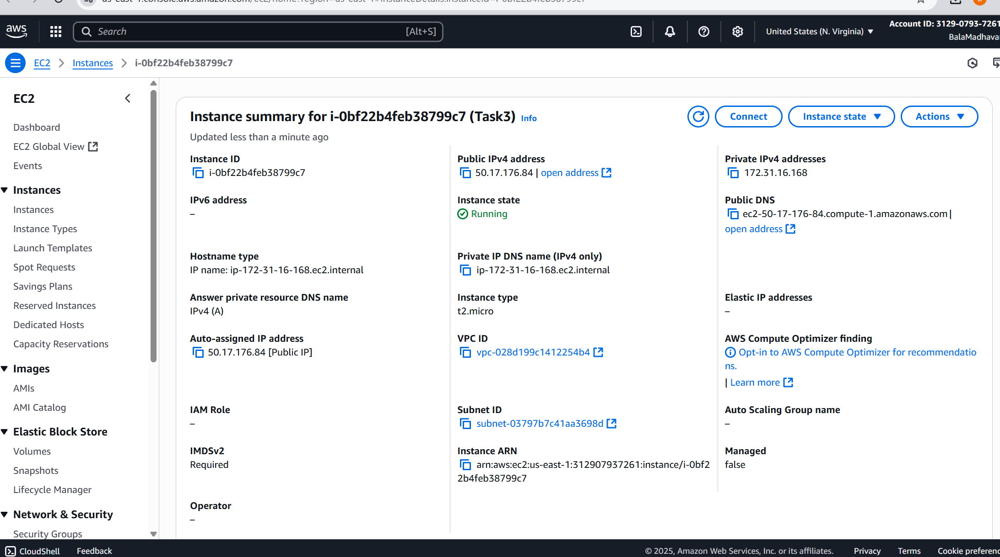 aws
Search
[Alt+S]
United States (N. Virginia)
Account ID: 3129-0793-7261
BalaMadhava
EC2
Instances
i-0bf22b4feb38799c7
EC2
Dashboard
EC2 Global View
Events
Instances
Instances
Instance Types
Launch Templates
Spot Requests
Savings Plans
Reserved Instances
Dedicated Hosts
Capacity Reservations
Images
AMIs
AMI Catalog
Elastic Block Store
Volumes
Snapshots
Lifecycle Manager
Network & Security
Security Groups
Instance summary for i-0bf22b4feb38799c7 (Task3) Info
Updated less than a minute ago
Connect
Instance state
Actions
Instance ID
i-0bf22b4feb38799c7
Public IPv4 address
50.17.176.84 | open address
Private IPv4 addresses
172.31.16.168
IPv6 address
–
Instance state
Running
Public DNS
ec2-50-17-176-84.compute-1.amazonaws.com |
open address
Hostname type
IP name: ip-172-31-16-168.ec2.internal
Private IP DNS name (IPv4 only)
ip-172-31-16-168.ec2.internal
Answer private resource DNS name
IPv4 (A)
Instance type
t2.micro
Elastic IP addresses
–
Auto-assigned IP address
50.17.176.84 [Public IP]
VPC ID
vpc-028d199c1412254b4
AWS Compute Optimizer finding
Opt-in to AWS Compute Optimizer for recommendatio
ns.
| Learn more
IAM Role
–
Subnet ID
subnet-03797b7c41aa3698d
Auto Scaling Group name
–
IMDSv2
Required
Instance ARN
arn:aws:ec2:us-east-1:312907937261:instance/i-0bf2
2b4feb38799c7
Managed
false
Operator
–
CloudShell
Feedback
© 2025, Amazon Web Services, Inc. or its affiliates.
Privacy
Terms
Cookie preferenc